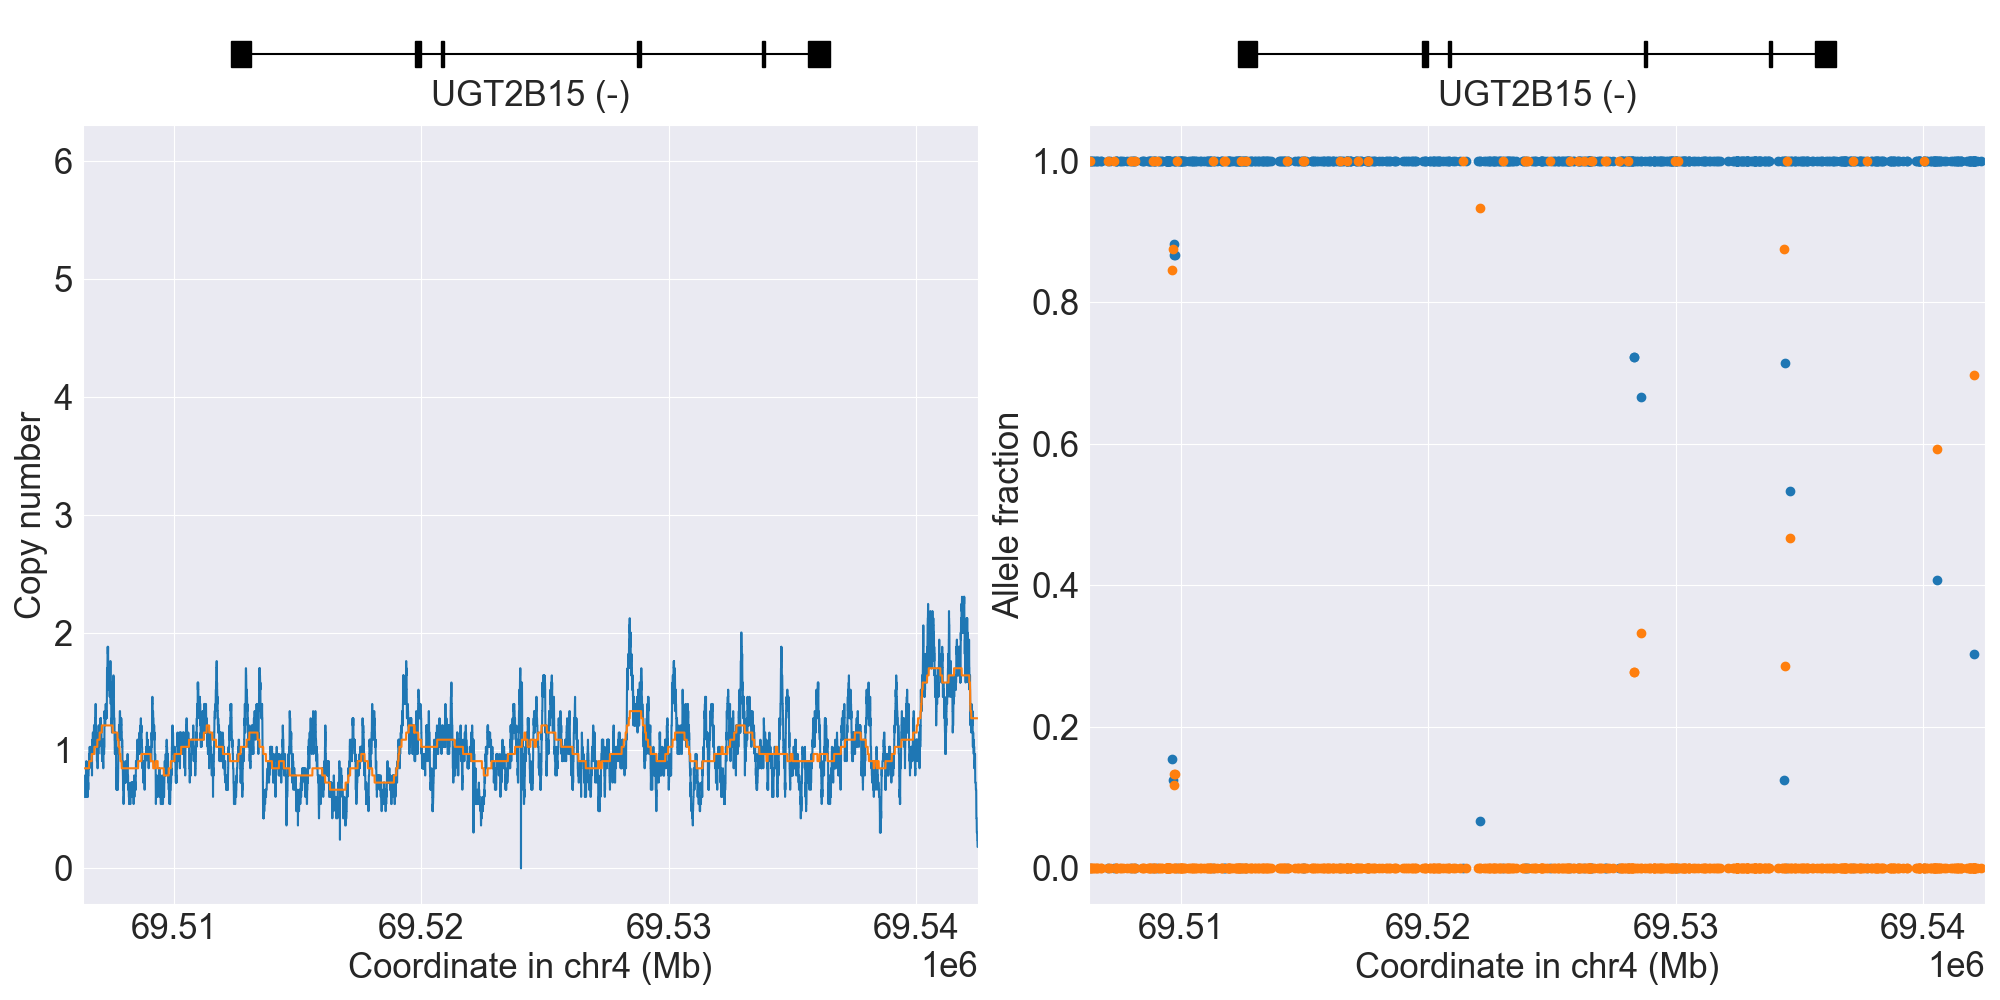 UGT2B15 (-)
6
5
4
3
2
1
0
Copy number
69.51
69.52
69.53
69.54
Coordinate in chr4 (Mb)
1e6
UGT2B15 (-)
1.0
0.8
0.6
0.4
0.2
0.0
Allele fraction
69.51
69.52
69.53
69.54
Coordinate in chr4 (Mb)
1e6